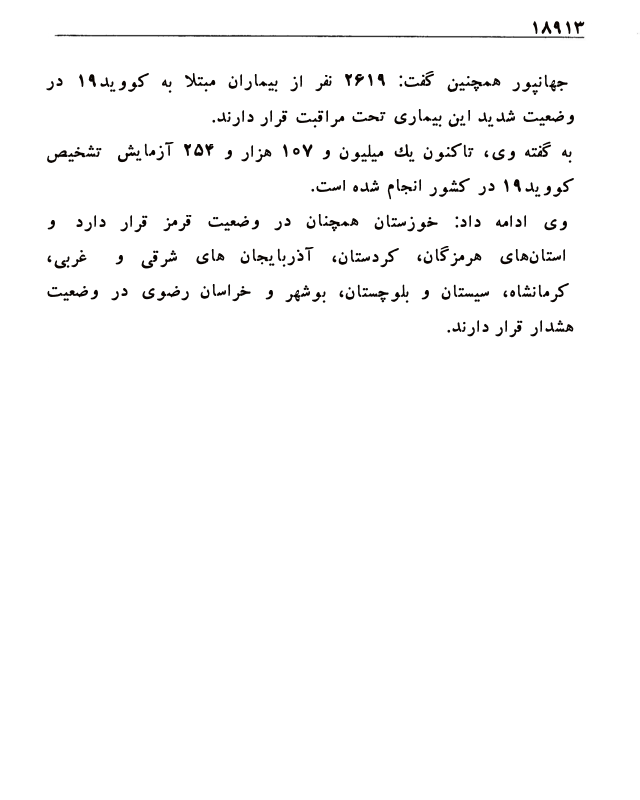 ۱۸۹۱۳
جهانپور همچنین گفت: ۲۶۱۹ نفر از بیماران مبتلا به کووید۱۹ در
وضعیت شدید این بیماری تحت مراقبت قرار دارند.
به گفته وی، تاکنون یك میلیون و ۱۰۷ هزار و ۲۵۴ آزمایش تشخیص
کووید۱۹ در کشور انجام شده است.
وی ادامه داد: خوزستان همچنان در وضعیت قرمز قرار دارد و
استان‌های هرمزگان، کردستان، آذربایجان های شرقی و غربی،
کرمانشاه، سیستان و بلوچستان، بوشهر و خراسان رضوی در وضعیت
هشدار قرار دارند.